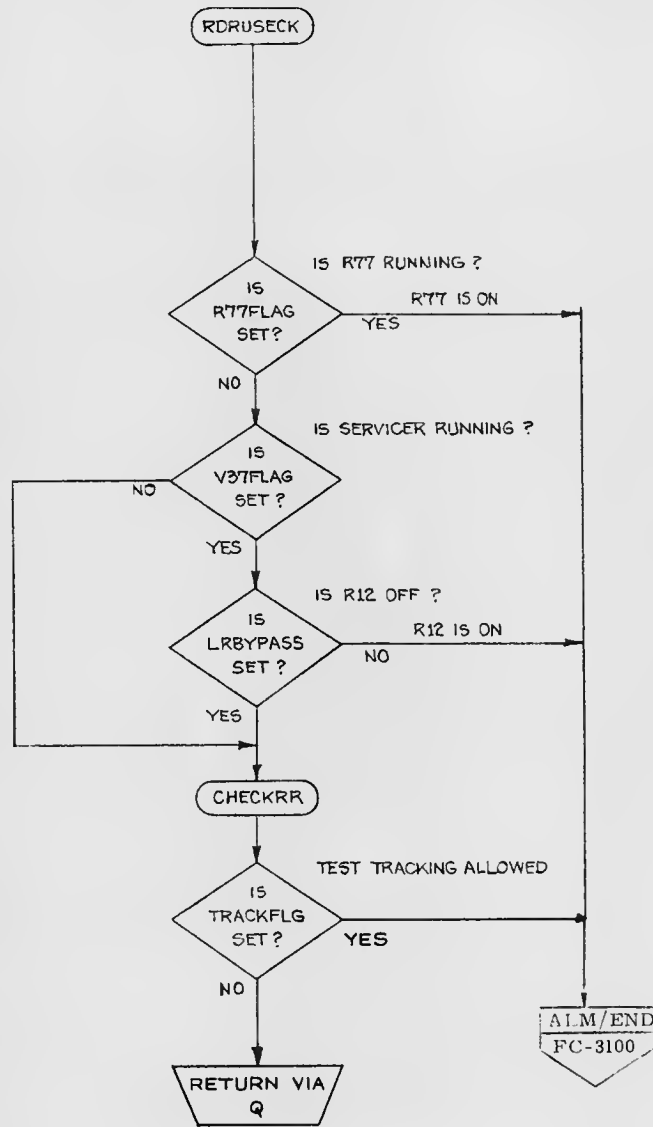 RDRUSECK
IS R77 RUNNING ?
IS
R77FLAG
SET?
R77 IS ON
YES
NO
IS SERVICER RUNNING ?
IS
V37FLAG
SET?
NO
YES
IS R12 OFF ?
IS
LRBYPASS
SET?
R12 IS ON
NO
YES
CHECKRR
TEST TRACKING ALLOWED
IS
TRACKFLG
SET?
YES
NO
ALM/END
FC-3100
RETURN VIA
Q